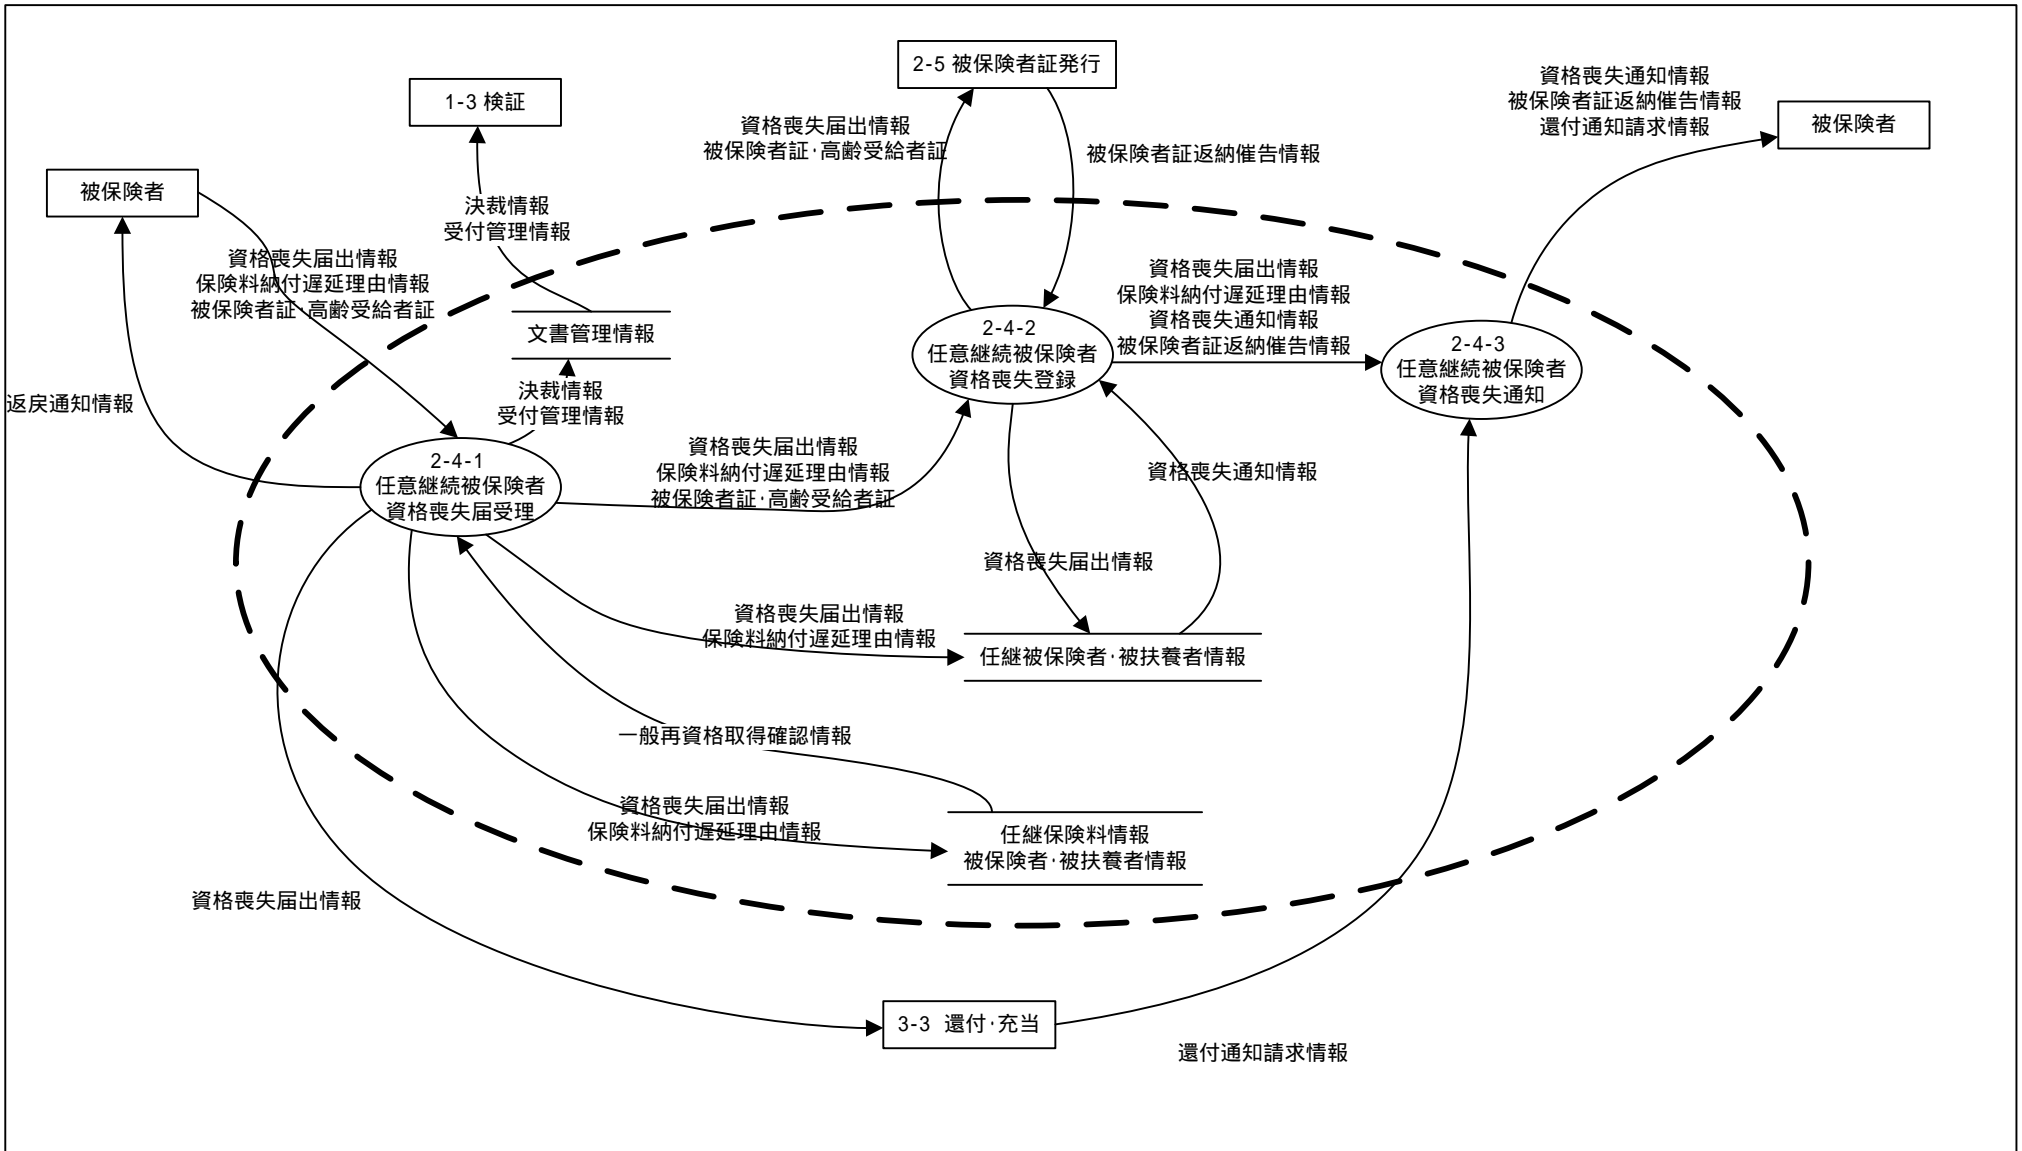 2-5 被保険者証発行
1-3 検証
資格喪失通知情報
被保険者証返納催告情報
還付通知請求情報
被保険者
資格喪失届出情報
被保険者証･高齢受給者証
被保険者証返納催告情報
被保険者
決裁情報
受付管理情報
資格喪失届出情報
保険料納付遅延理由情報
被保険者証･高齢受給者証
文書管理情報
資格喪失届出情報
保険料納付遅延理由情報
資格喪失通知情報
被保険者証返納催告情報
2-4-2
任意継続被保険者
資格喪失登録
2-4-3
任意継続被保険者
資格喪失通知
返戻通知情報
決裁情報
受付管理情報
2-4-1
任意継続被保険者
資格喪失届受理
資格喪失届出情報
保険料納付遅延理由情報
被保険者証･高齢受給者証
資格喪失通知情報
資格喪失届出情報
資格喪失届出情報
保険料納付遅延理由情報
任継被保険者･被扶養者情報
一般再資格取得確認情報
資格喪失届出情報
保険料納付遅延理由情報
任継保険料情報
被保険者･被扶養者情報
資格喪失届出情報
3-3 還付･充当
還付通知請求情報